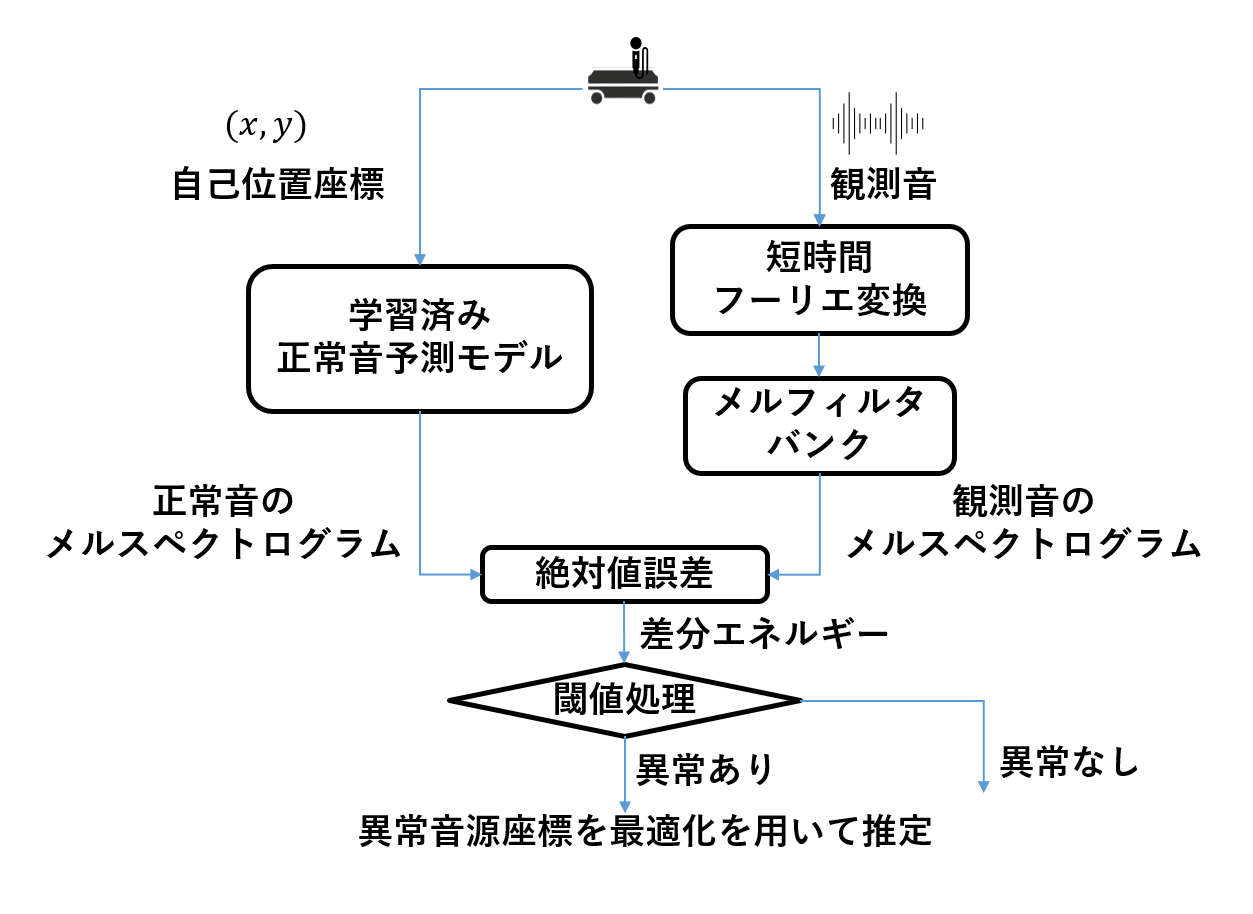 (x, y)
自己位置座標
観測音
短時間
フーリエ変換
学習済み
正常音予測モデル
メルフィルタ
バンク
正常音の
メルスペクトログラム
観測音の
メルスペクトログラム
絶対値誤差
差分エネルギー
閾値処理
異常あり
異常なし
異常音源座標を最適化を用いて推定